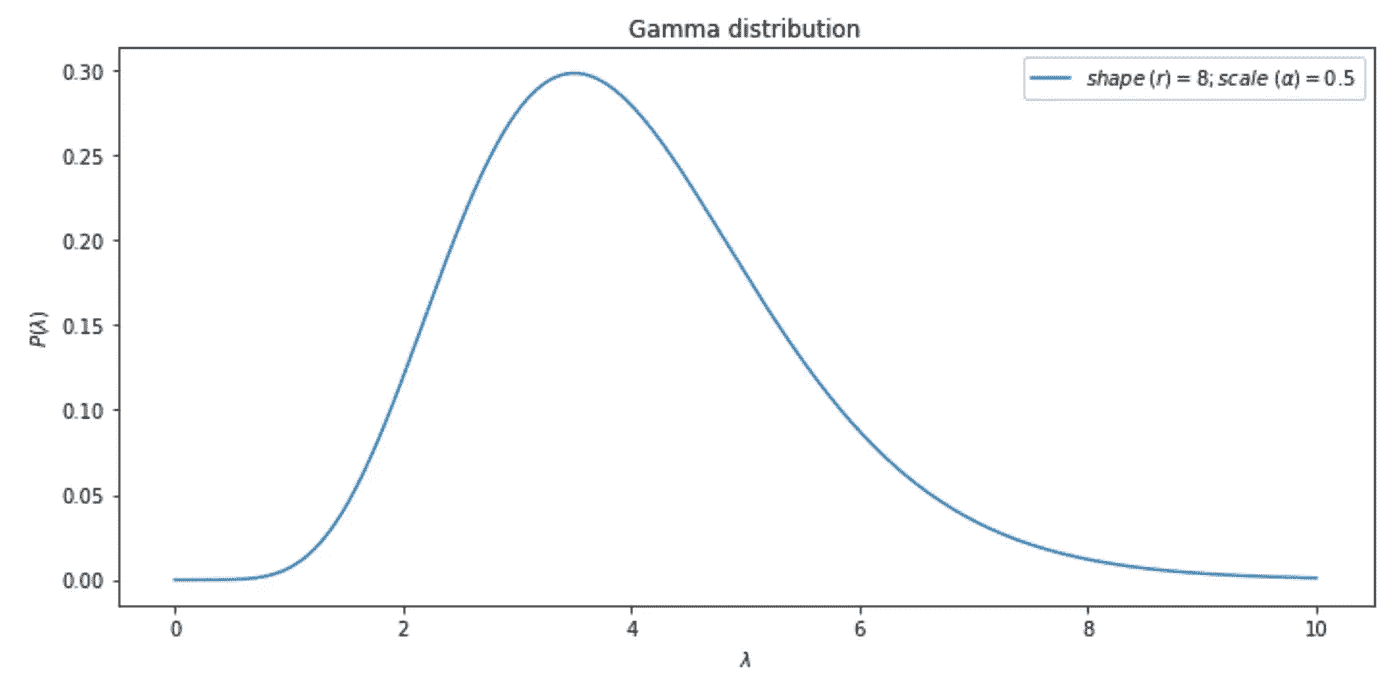 Gamma distribution
shape (r) = 8; scale (α) = 0.5
0.30
0.25
0.20
0.15
0.10
0.05
0.00
P(λ)
0 2 4 6 8 10
λ